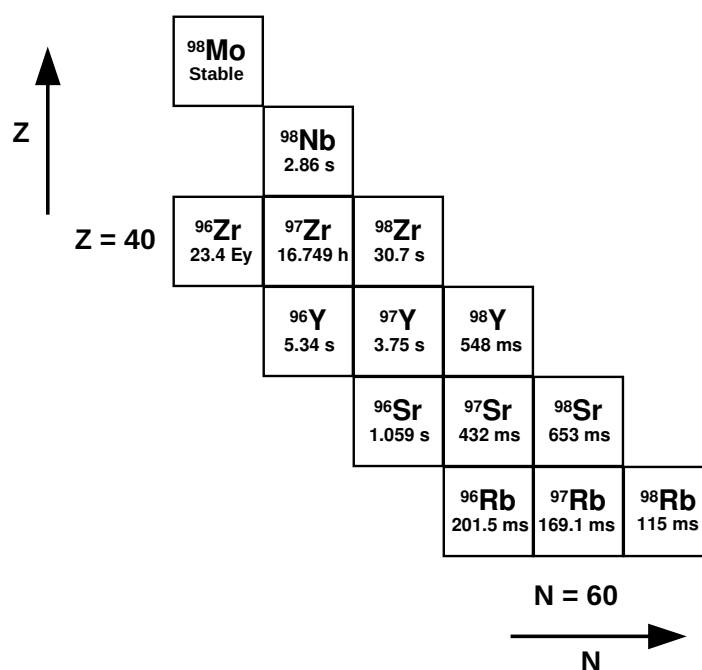 ⁹⁸Mo
Stable
Z
⁹⁸Nb
2.86 s
Z = 40
⁹⁶Zr
23.4 Ey
⁹⁷Zr
16.749 h
⁹⁸Zr
30.7 s
⁹⁶Y
5.34 s
⁹⁷Y
3.75 s
⁹⁸Y
548 ms
⁹⁶Sr
1.059 s
⁹⁷Sr
432 ms
⁹⁸Sr
653 ms
⁹⁶Rb
201.5 ms
⁹⁷Rb
169.1 ms
⁹⁸Rb
115 ms
N = 60
N